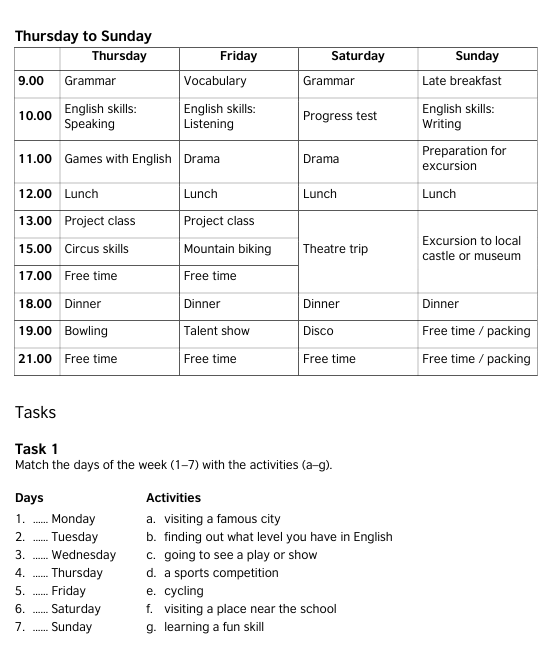 Thursday to Sunday
Thursday Friday Saturday Sunday
9.00 Grammar Vocabulary Grammar Late breakfast
10.00 English skills: Speaking English skills: Listening Progress test English skills: Writing
11.00 Games with English Drama Drama Preparation for excursion
12.00 Lunch Lunch Lunch Lunch
13.00 Project class Project class
15.00 Circus skills Mountain biking Theatre trip Excursion to local castle or museum
17.00 Free time Free time
18.00 Dinner Dinner Dinner Dinner
19.00 Bowling Talent show Disco Free time / packing
21.00 Free time Free time Free time Free time / packing
Tasks
Task 1
Match the days of the week (1–7) with the activities (a–g).
Days Activities
1. ...... Monday a. visiting a famous city
2. ...... Tuesday b. finding out what level you have in English
3. ...... Wednesday c. going to see a play or show
4. ...... Thursday d. a sports competition
5. ...... Friday e. cycling
6. ...... Saturday f. visiting a place near the school
7. ...... Sunday g. learning a fun skill